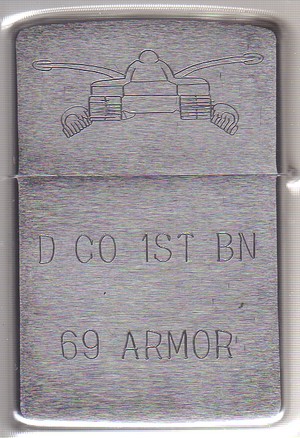 D CO 1ST BN
69 ARMOR